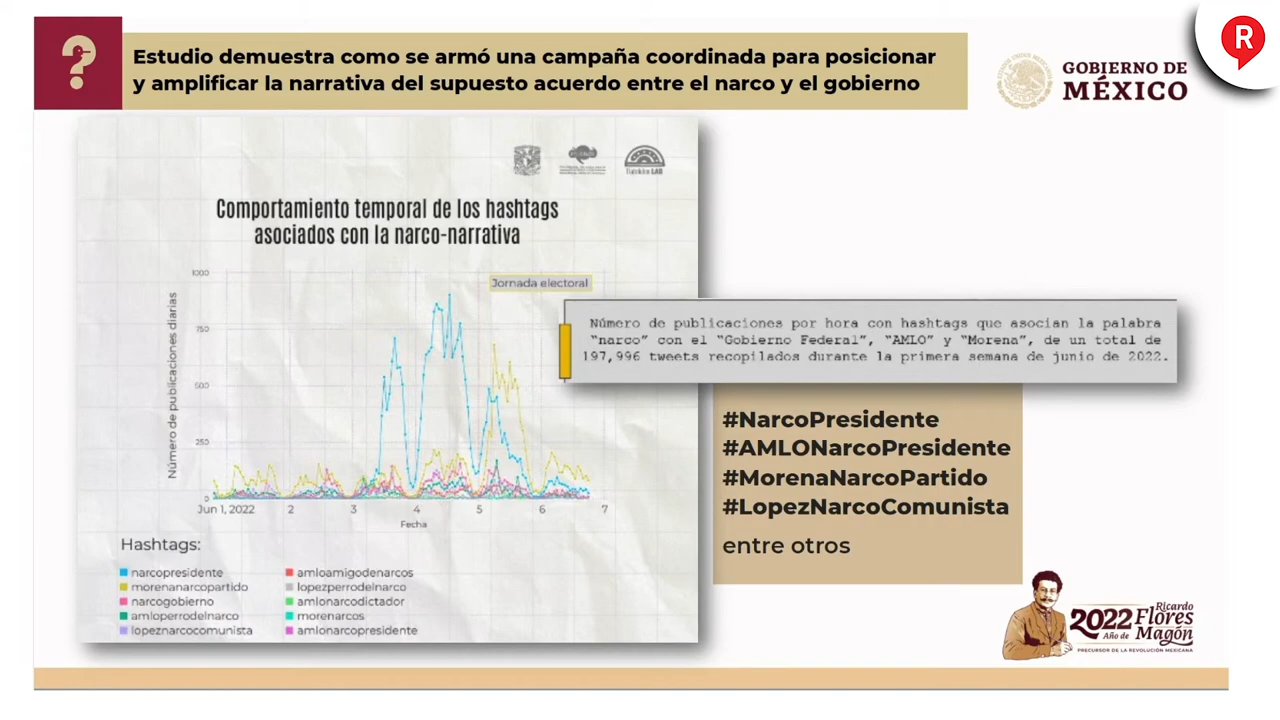 ?
Estudio demuestra como se armó una campaña coordinada para posicionar
y amplificar la narrativa del supuesto acuerdo entre el narco y el gobierno
GOBIERNO DE
MÉXICO
R
LAB
Comportamiento temporal de los hashtags
asociados con la narco-narrativa
Número de publicaciones diarias
1000
750
500
250
0
Jornada electoral
Jun 1, 2022 2 3 4 5 6 7
Fecha
Número de publicaciones por hora con hashtags que asocian la palabra
"narco" con el "Gobierno Federal", "AMLO" y "Morena", de un total de
197,996 tweets recopilados durante la primera semana de junio de 2022.
#NarcoPresidente
#AMLONarcoPresidente
#MorenaNarcoPartido
#LopezNarcoComunista
entre otros
Hashtags:
narcopresidente
morenanarcopartido
narcogobierno
amloperrodelnarco
lopeznarcocomunista
amloamigodenarcos
lopezperrodelnarco
amlonarcodictador
morenarcos
amlonarcopresidente
2022
Año de
Ricardo
Flores
Magón
PRECURSOR DE LA REVOLUCIÓN MEXICANA